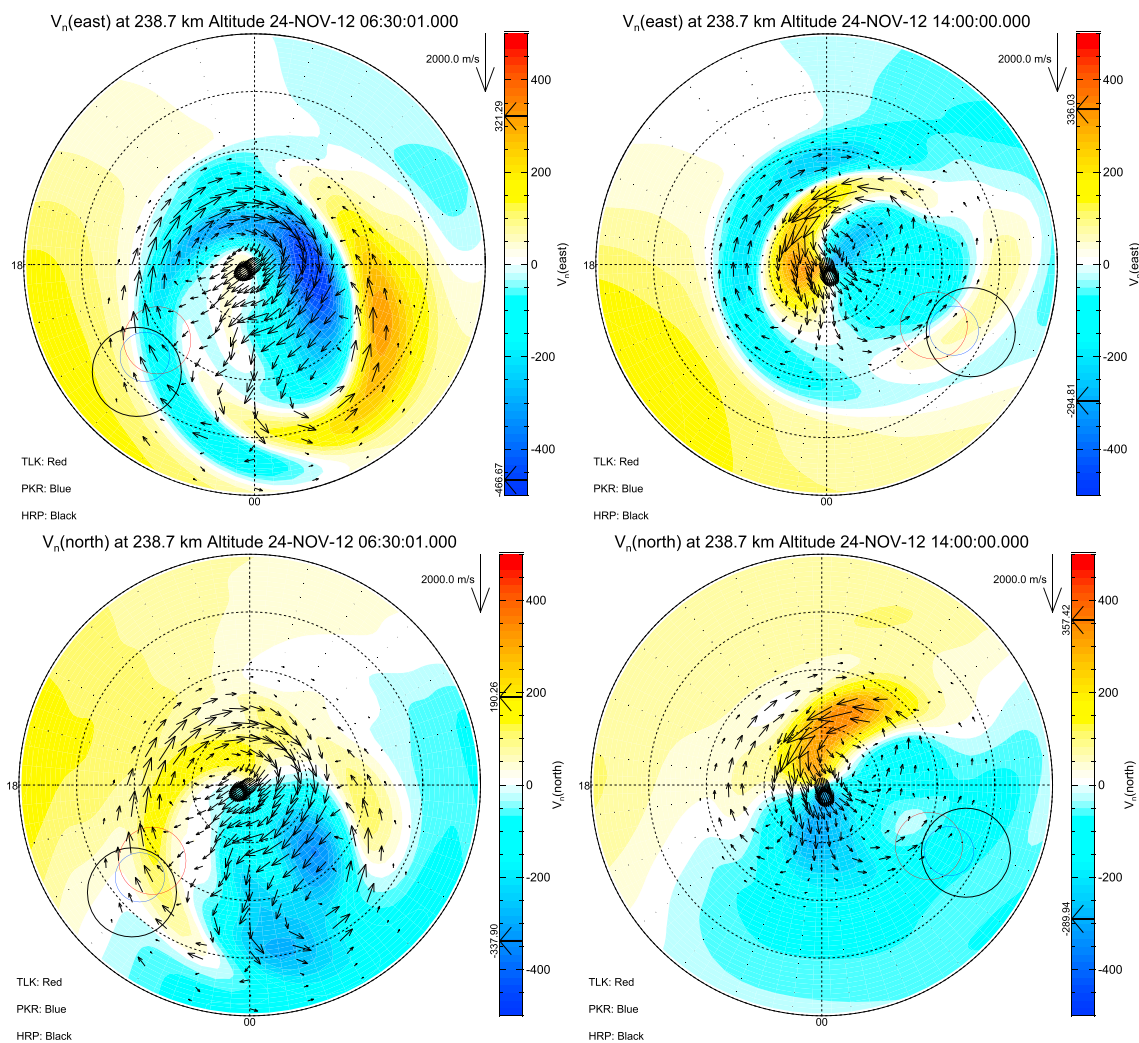 Vn(east) at 238.7 km Altitude 24-NOV-12 06:30:01.000
2000.0 m/s
321.29
-466.67
400
200
0
-200
-400
Vn(east)
18
00
TLK: Red
PKR: Blue
HRP: Black
Vn(east) at 238.7 km Altitude 24-NOV-12 14:00:00.000
2000.0 m/s
336.03
-294.81
400
200
0
-200
-400
Vn(east)
18
00
TLK: Red
PKR: Blue
HRP: Black
Vn(north) at 238.7 km Altitude 24-NOV-12 06:30:01.000
2000.0 m/s
190.26
-337.90
400
200
0
-200
-400
Vn(north)
18
00
TLK: Red
PKR: Blue
HRP: Black
Vn(north) at 238.7 km Altitude 24-NOV-12 14:00:00.000
2000.0 m/s
357.42
-289.94
400
200
0
-200
-400
Vn(north)
18
00
TLK: Red
PKR: Blue
HRP: Black